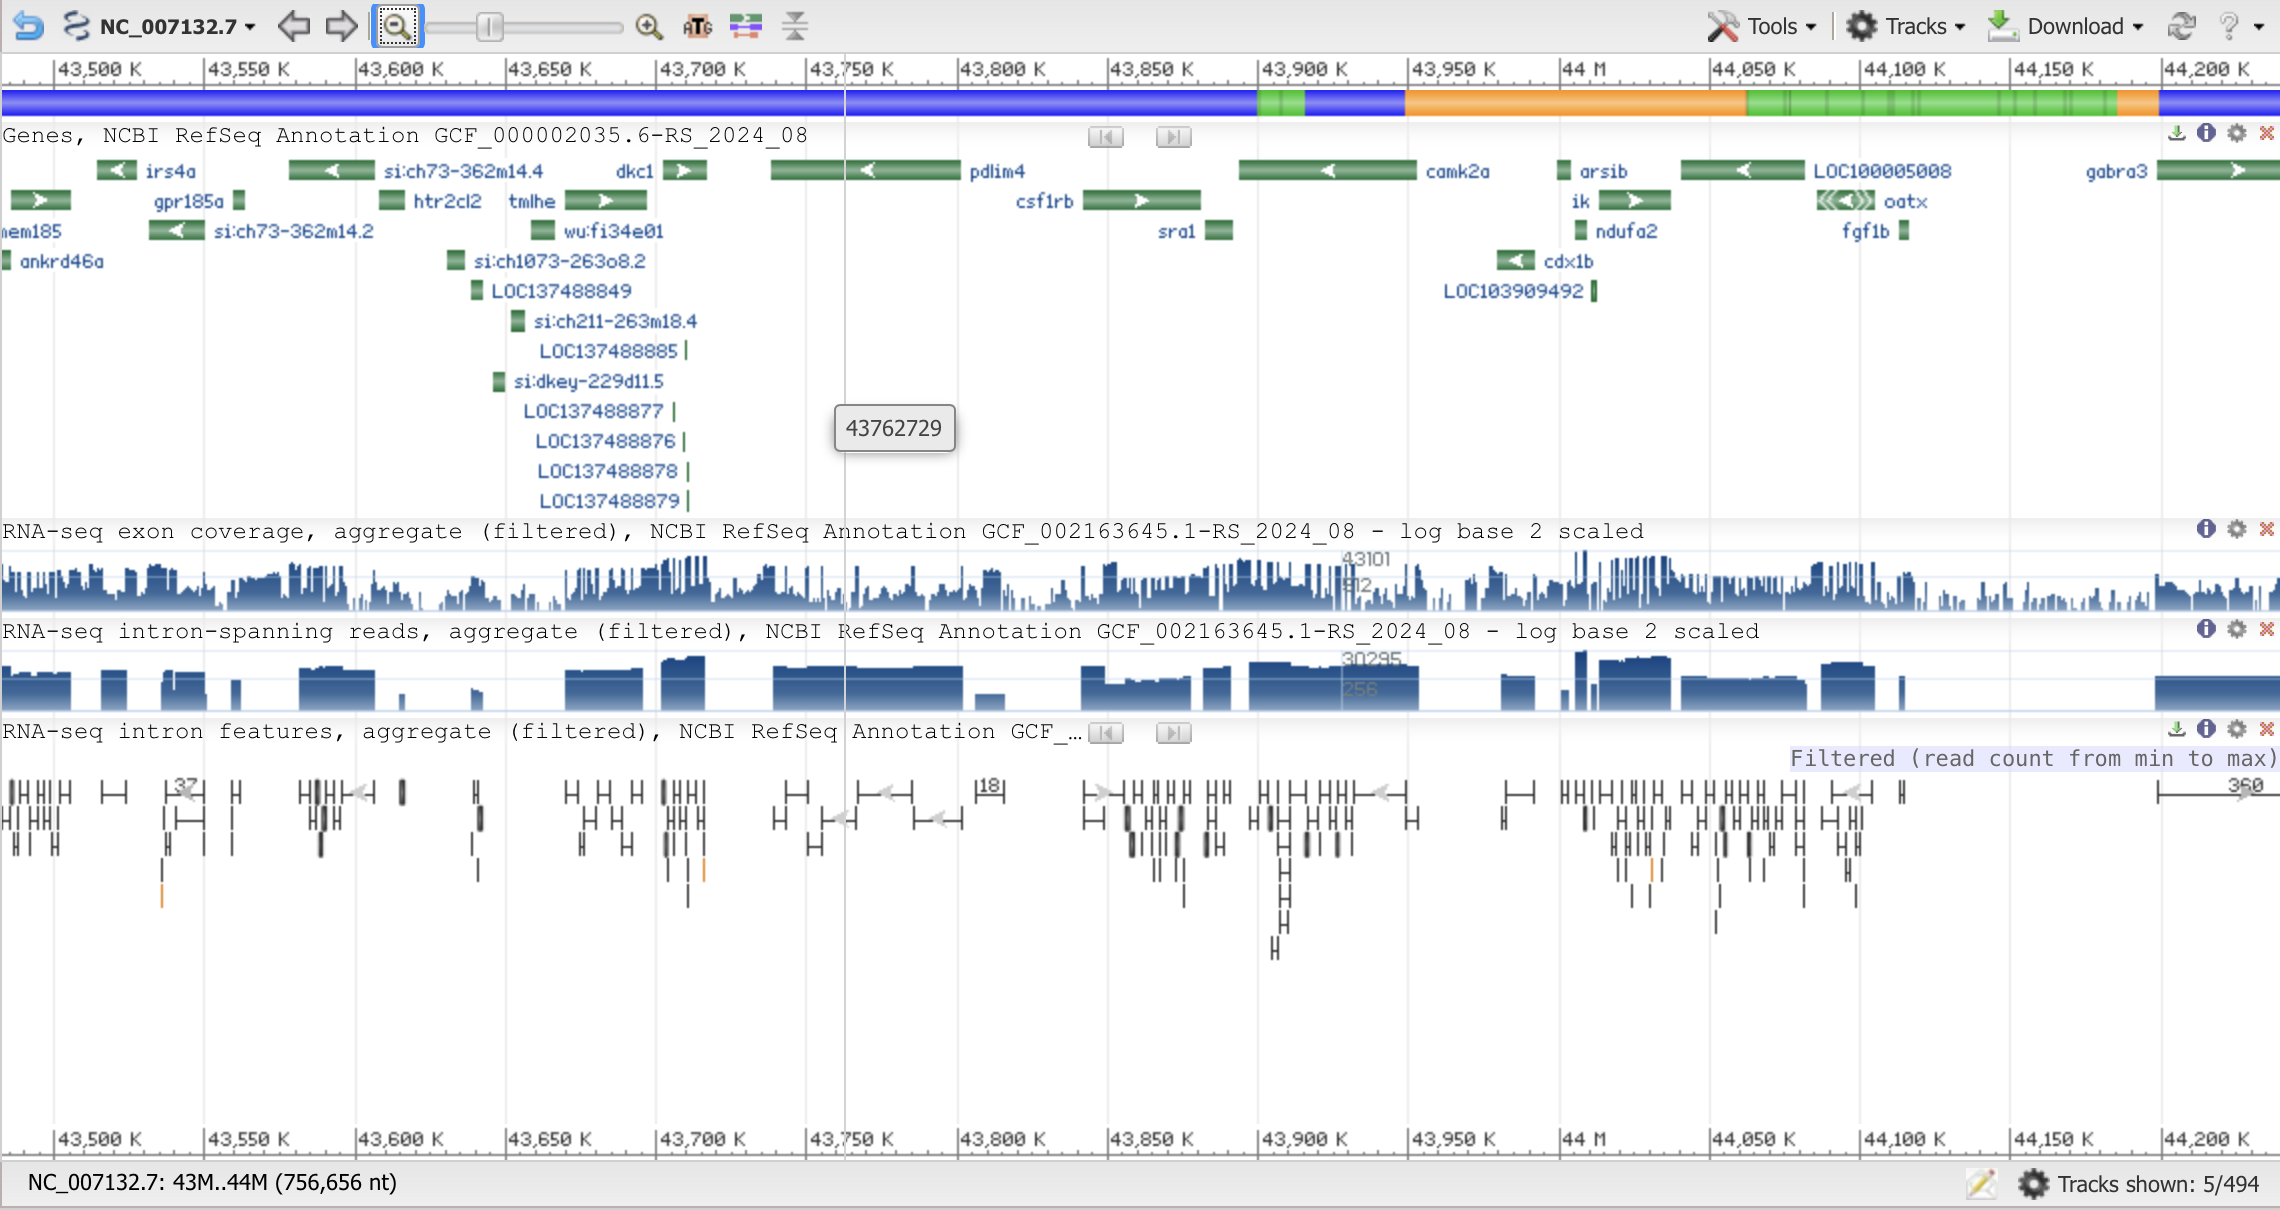 NC_007132.7 Tools Tracks Download ?
43,500 K 43,550 K 43,600 K 43,650 K 43,700 K 43,750 K 43,800 K 43,850 K 43,900 K 43,950 K 44 M 44,050 K 44,100 K 44,150 K 44,200 K
Genes, NCBI RefSeq Annotation GCF_000002035.6-RS_2024_08
irs4a si:ch73-362m14.4 dkc1 pdlim4 camk2a arsib LOC100005008 gabra3
gpr185a htr2cl2 tmlhe csf1rb ik oatx
mem185 si:ch73-362m14.2 wu:fi34e01 sra1 ndufa2 fgf1b
ankrd46a si:ch1073-263o8.2 cdx1b
LOC137488849 LOC103909492
si:ch211-263m18.4
LOC137488885
si:dkey-229d11.5
LOC137488877
43762729
LOC137488876
LOC137488878
LOC137488879
RNA-seq exon coverage, aggregate (filtered), NCBI RefSeq Annotation GCF_002163645.1-RS_2024_08 - log base 2 scaled
43101
512
RNA-seq intron-spanning reads, aggregate (filtered), NCBI RefSeq Annotation GCF_002163645.1-RS_2024_08 - log base 2 scaled
30295
256
RNA-seq intron features, aggregate (filtered), NCBI RefSeq Annotation GCF_…
Filtered (read count from min to max)
37 18 360
43,500 K 43,550 K 43,600 K 43,650 K 43,700 K 43,750 K 43,800 K 43,850 K 43,900 K 43,950 K 44 M 44,050 K 44,100 K 44,150 K 44,200 K
NC_007132.7: 43M..44M (756,656 nt) Tracks shown: 5/494